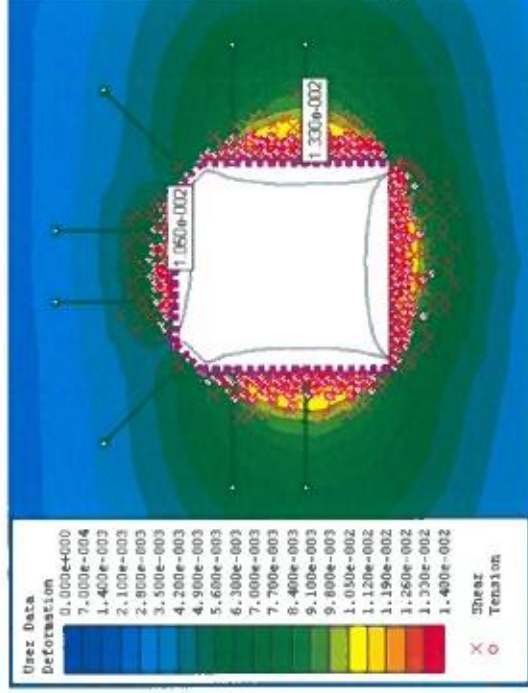 User Data
Deformation
0.000e+000
7.000e-004
1.400e-003
2.100e-003
2.800e-003
3.500e-003
4.200e-003
4.900e-003
5.600e-003
6.300e-003
7.000e-003
7.700e-003
8.400e-003
9.100e-003
9.800e-003
1.050e-002
1.120e-002
1.190e-002
1.260e-002
1.330e-002
1.400e-002
× Shear
o Tension
1.060e-002
1.330e-002